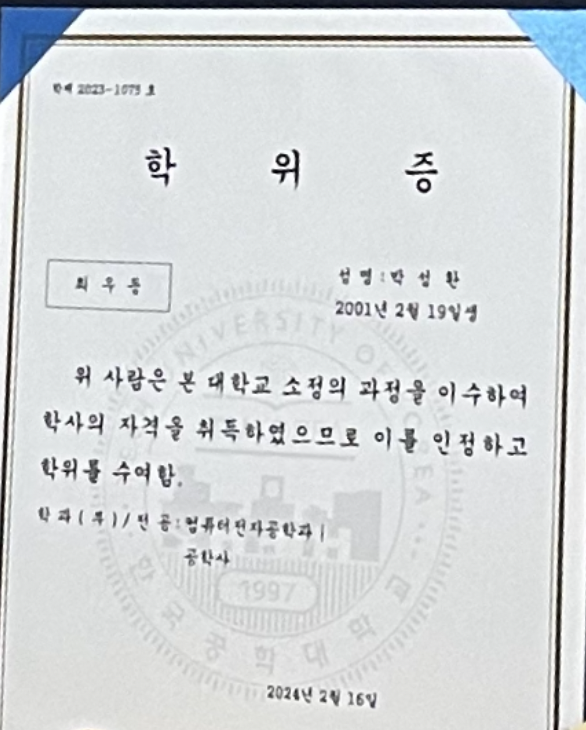 학제 2023-1075 호
학 위 증
최 우 등
성 명 : 박 성 환
2001년 2월 19일생
위 사람은 본 대학교 소정의 과정을 이수하여
학사의 자격을 취득하였으므로 이를 인정하고
학위를 수여함.
학 과 ( 부 ) / 전 공 : 컴퓨터전자공학과 |
공학사
UNIVERSITY OF KOREA
1997
한국공학대학교
2024년 2월 16일